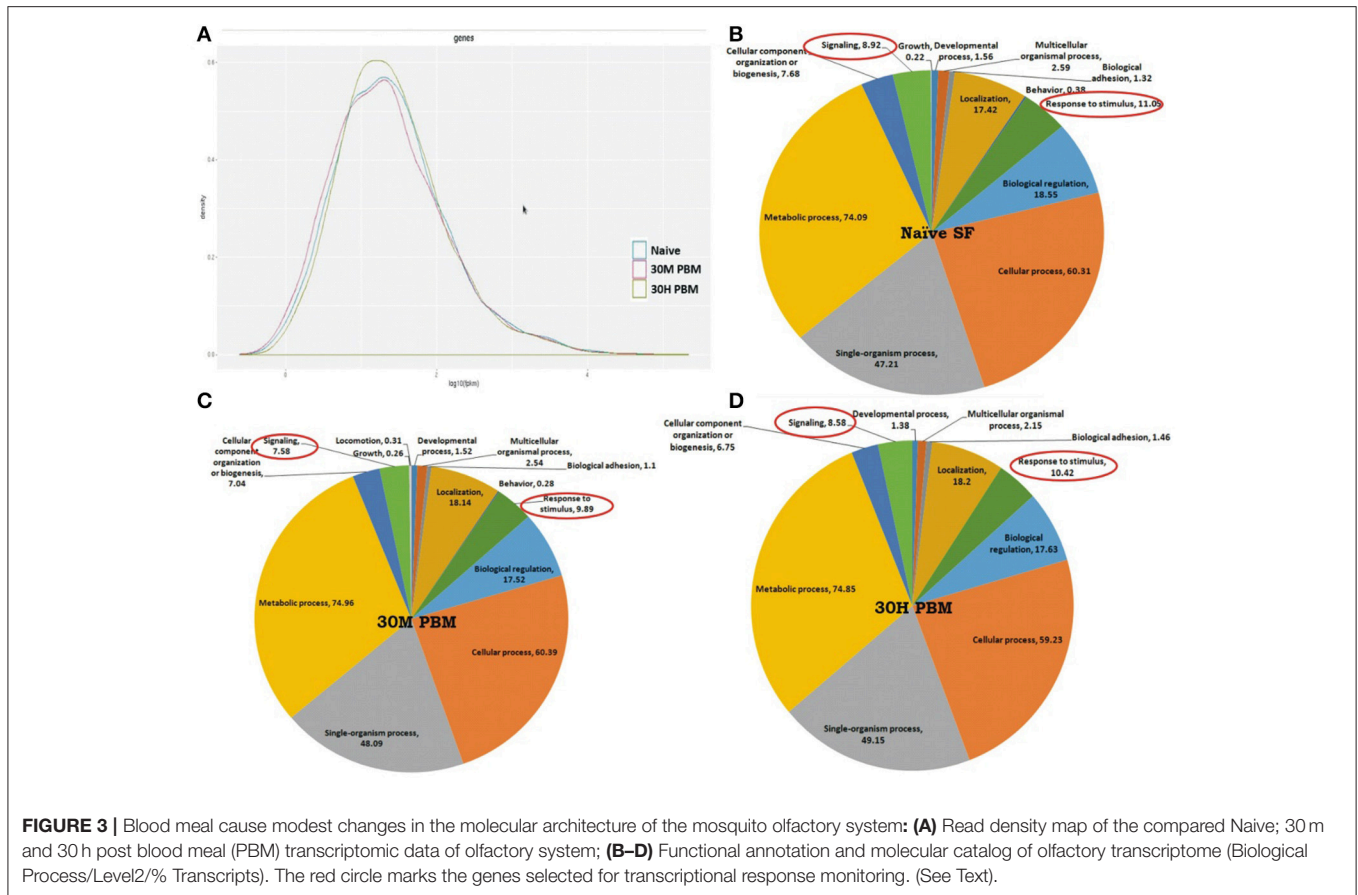 A
genes
0.6
0.4
0.2
0.0
density
0
2
4
log10(fpkm)
Naive
30M PBM
30H PBM
B
Cellular component
organization or
biogenesis, 7.68
Signaling, 8.92
Growth,
0.22
Developmental
process, 1.56
Multicellular
organismal process,
2.59
Biological
adhesion, 1.32
Behavior, 0.38
Response to stimulus, 11.05
Localization,
17.42
Biological regulation,
18.55
Cellular process, 60.31
Single-organism process,
47.21
Metabolic process, 74.09
Naïve SF
C
Cellular
component
organization
or biogenesis,
7.04
Signaling,
7.58
Locomotion, 0.31
Growth, 0.26
Developmental
process, 1.52
Multicellular
organismal process,
2.54
Biological adhesion, 1.1
Behavior, 0.28
Response to
stimulus, 9.89
Localization,
18.14
Biological regulation,
17.52
Cellular process, 60.39
Single-organism process,
48.09
Metabolic process, 74.96
30M PBM
D
Cellular component
organization or
biogenesis, 6.75
Signaling, 8.58
Developmental process,
1.38
Multicellular organismal
process, 2.15
Biological adhesion, 1.46
Response to stimulus,
10.42
Localization,
18.2
Biological
regulation, 17.63
Cellular process, 59.23
Single-organism process,
49.15
Metabolic process, 74.85
30H PBM
FIGURE 3 | Blood meal cause modest changes in the molecular architecture of the mosquito olfactory system: (A) Read density map of the compared Naive; 30 m
and 30 h post blood meal (PBM) transcriptomic data of olfactory system; (B–D) Functional annotation and molecular catalog of olfactory transcriptome (Biological
Process/Level2/% Transcripts). The red circle marks the genes selected for transcriptional response monitoring. (See Text).